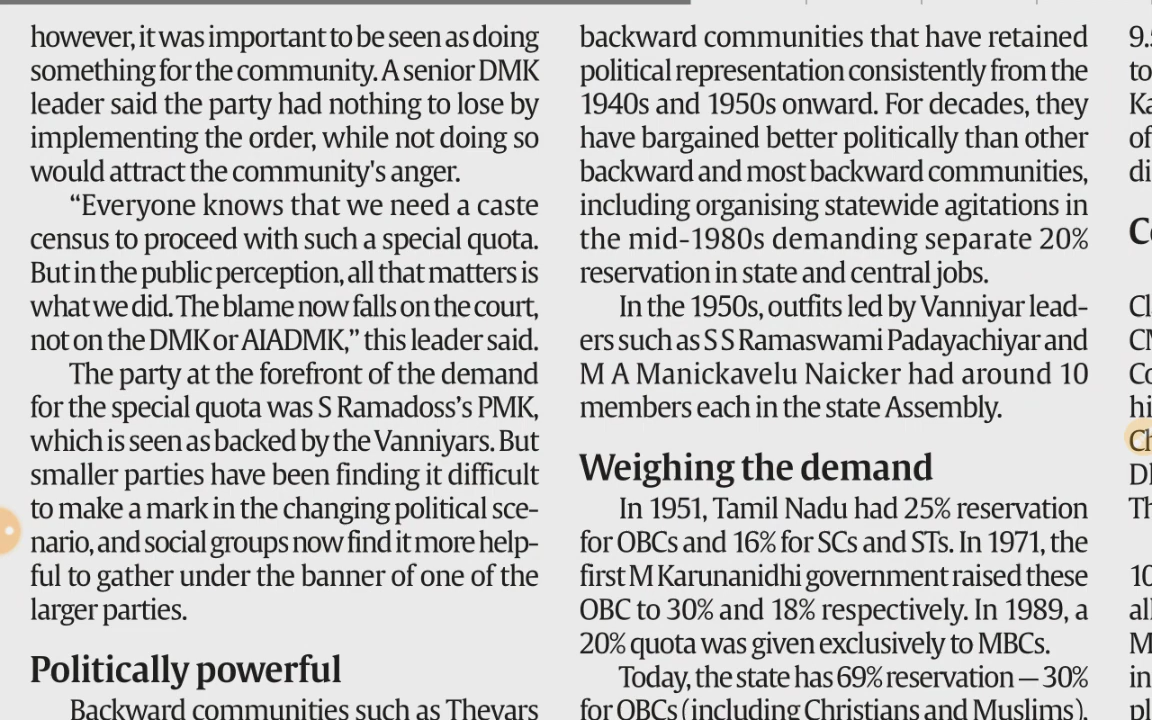 however, it was important to be seen as doing
something for the community. A senior DMK
leader said the party had nothing to lose by
implementing the order, while not doing so
would attract the community's anger.
“Everyone knows that we need a caste
census to proceed with such a special quota.
But in the public perception, all that matters is
what we did. The blame now falls on the court,
not on the DMK or AIADMK,” this leader said.
The party at the forefront of the demand
for the special quota was S Ramadoss’s PMK,
which is seen as backed by the Vanniyars. But
smaller parties have been finding it difficult
to make a mark in the changing political sce-
nario, and social groups now find it more help-
ful to gather under the banner of one of the
larger parties.
Politically powerful
Backward communities such as Thevars
backward communities that have retained
political representation consistently from the
1940s and 1950s onward. For decades, they
have bargained better politically than other
backward and most backward communities,
including organising statewide agitations in
the mid-1980s demanding separate 20%
reservation in state and central jobs.
In the 1950s, outfits led by Vanniyar lead-
ers such as S S Ramaswami Padayachiyar and
M A Manickavelu Naicker had around 10
members each in the state Assembly.
Weighing the demand
In 1951, Tamil Nadu had 25% reservation
for OBCs and 16% for SCs and STs. In 1971, the
first M Karunanidhi government raised these
OBC to 30% and 18% respectively. In 1989, a
20% quota was given exclusively to MBCs.
Today, the state has 69% reservation — 30%
for OBCs (including Christians and Muslims),
to
of
hi
Th
10
in